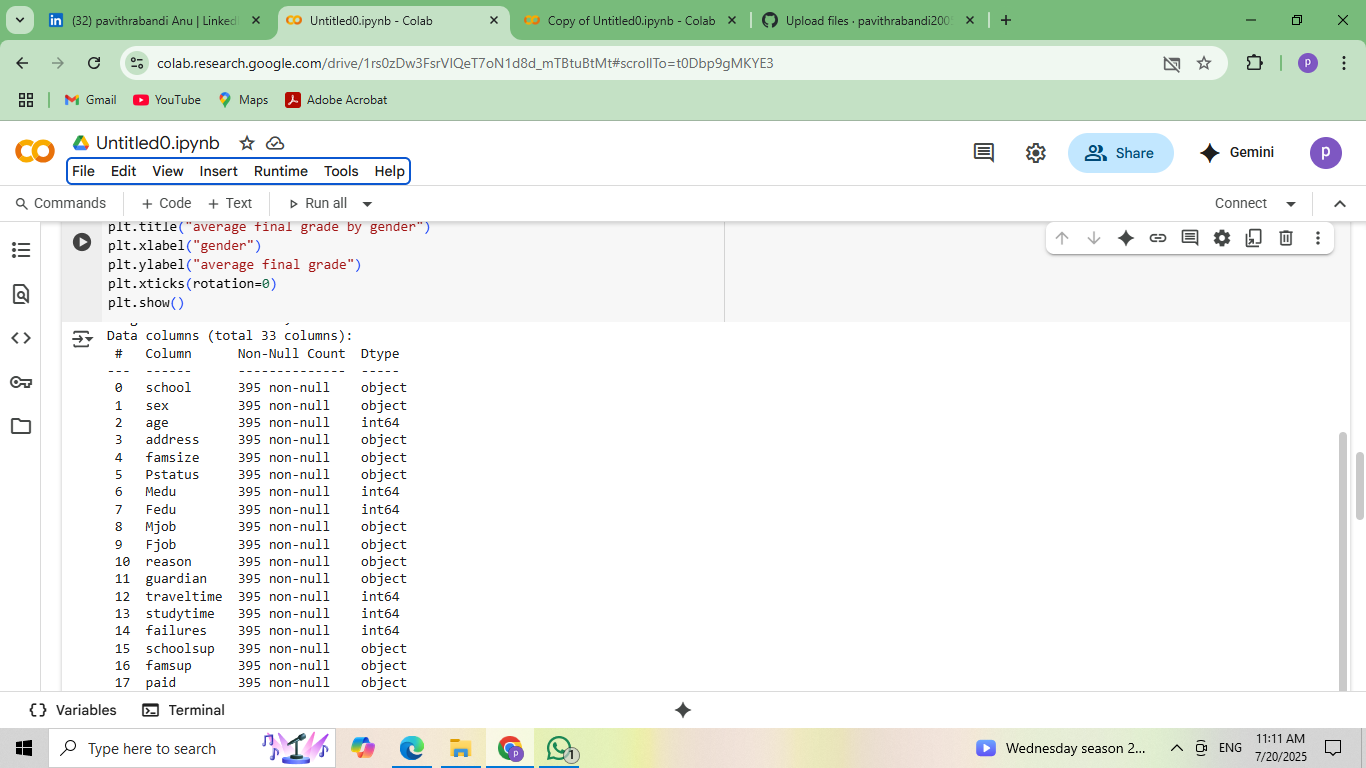 (32) pavithrabandi Anu | Linked
Untitled0.ipynb - Colab
Copy of Untitled0.ipynb - Colab
Upload files · pavithrabandi200
colab.research.google.com/drive/1rs0zDw3FsrVIQeT7oN1d8d_mTBtuBtMt#scrollTo=t0Dbp9gMKYE3
p
Gmail
YouTube
Maps
Adobe Acrobat
Untitled0.ipynb
File Edit View Insert Runtime Tools Help
Share
Gemini
p
Commands
+ Code + Text
Run all
Connect
plt.title("average final grade by gender")
plt.xlabel("gender")
plt.ylabel("average final grade")
plt.xticks(rotation=0)
plt.show()
Data columns (total 33 columns):
# Column Non-Null Count Dtype
--- ------ -------------- -----
0 school 395 non-null object
1 sex 395 non-null object
2 age 395 non-null int64
3 address 395 non-null object
4 famsize 395 non-null object
5 Pstatus 395 non-null object
6 Medu 395 non-null int64
7 Fedu 395 non-null int64
8 Mjob 395 non-null object
9 Fjob 395 non-null object
10 reason 395 non-null object
11 guardian 395 non-null object
12 traveltime 395 non-null int64
13 studytime 395 non-null int64
14 failures 395 non-null int64
15 schoolsup 395 non-null object
16 famsup 395 non-null object
17 paid 395 non-null object
Variables
Terminal
Type here to search
1
Wednesday season 2...
ENG
11:11 AM
7/20/2025